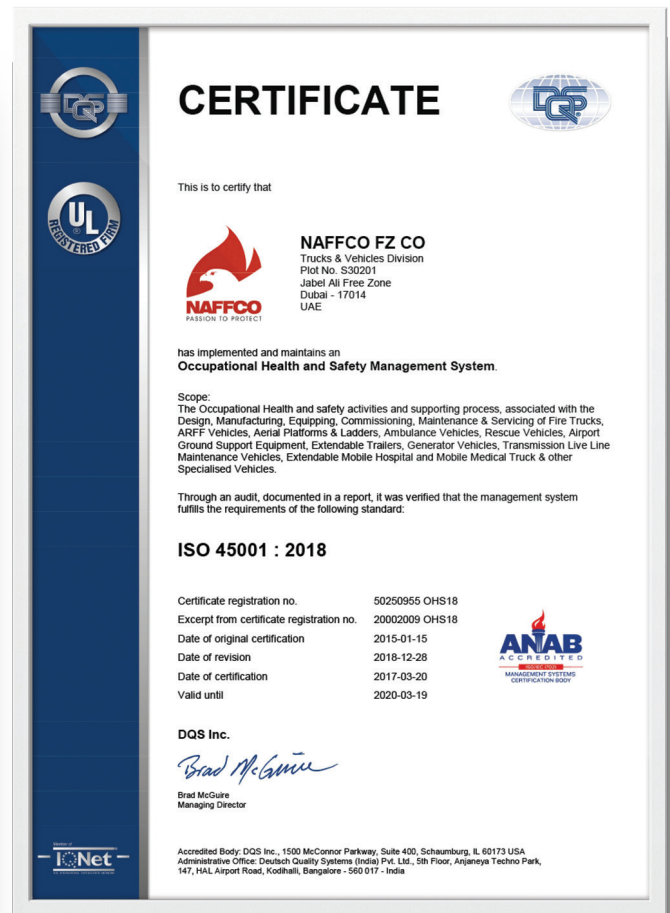 DQS
CERTIFICATE
DQS
UL
®
REGISTERED FIRM
This is to certify that
NAFFCO
PASSION TO PROTECT
NAFFCO FZ CO
Trucks & Vehicles Division
Plot No. S30201
Jabel Ali Free Zone
Dubai - 17014
UAE
has implemented and maintains an
Occupational Health and Safety Management System.
Scope:
The Occupational Health and safety activities and supporting process, associated with the
Design, Manufacturing, Equipping, Commissioning, Maintenance & Servicing of Fire Trucks,
ARFF Vehicles, Aerial Platforms & Ladders, Ambulance Vehicles, Rescue Vehicles, Airport
Ground Support Equipment, Extendable Trailers, Generator Vehicles, Transmission Live Line
Maintenance Vehicles, Extendable Mobile Hospital and Mobile Medical Truck & other
Specialised Vehicles.
Through an audit, documented in a report, it was verified that the management system
fulfills the requirements of the following standard:
ISO 45001 : 2018
Certificate registration no. 50250955 OHS18
Excerpt from certificate registration no. 20002009 OHS18
Date of original certification 2015-01-15
Date of revision 2018-12-28
Date of certification 2017-03-20
Valid until 2020-03-19
ANAB
ACCREDITED
ISO/IEC 17021
MANAGEMENT SYSTEMS
CERTIFICATION BODY
DQS Inc.
Brad McGuire
Brad McGuire
Managing Director
Member of
IQNet
Accredited Body: DQS Inc., 1500 McConnor Parkway, Suite 400, Schaumburg, IL 60173 USA
Administrative Office: Deutsch Quality Systems (India) Pvt. Ltd., 5th Floor, Anjaneya Techno Park,
147, HAL Airport Road, Kodihalli, Bangalore - 560 017 - India